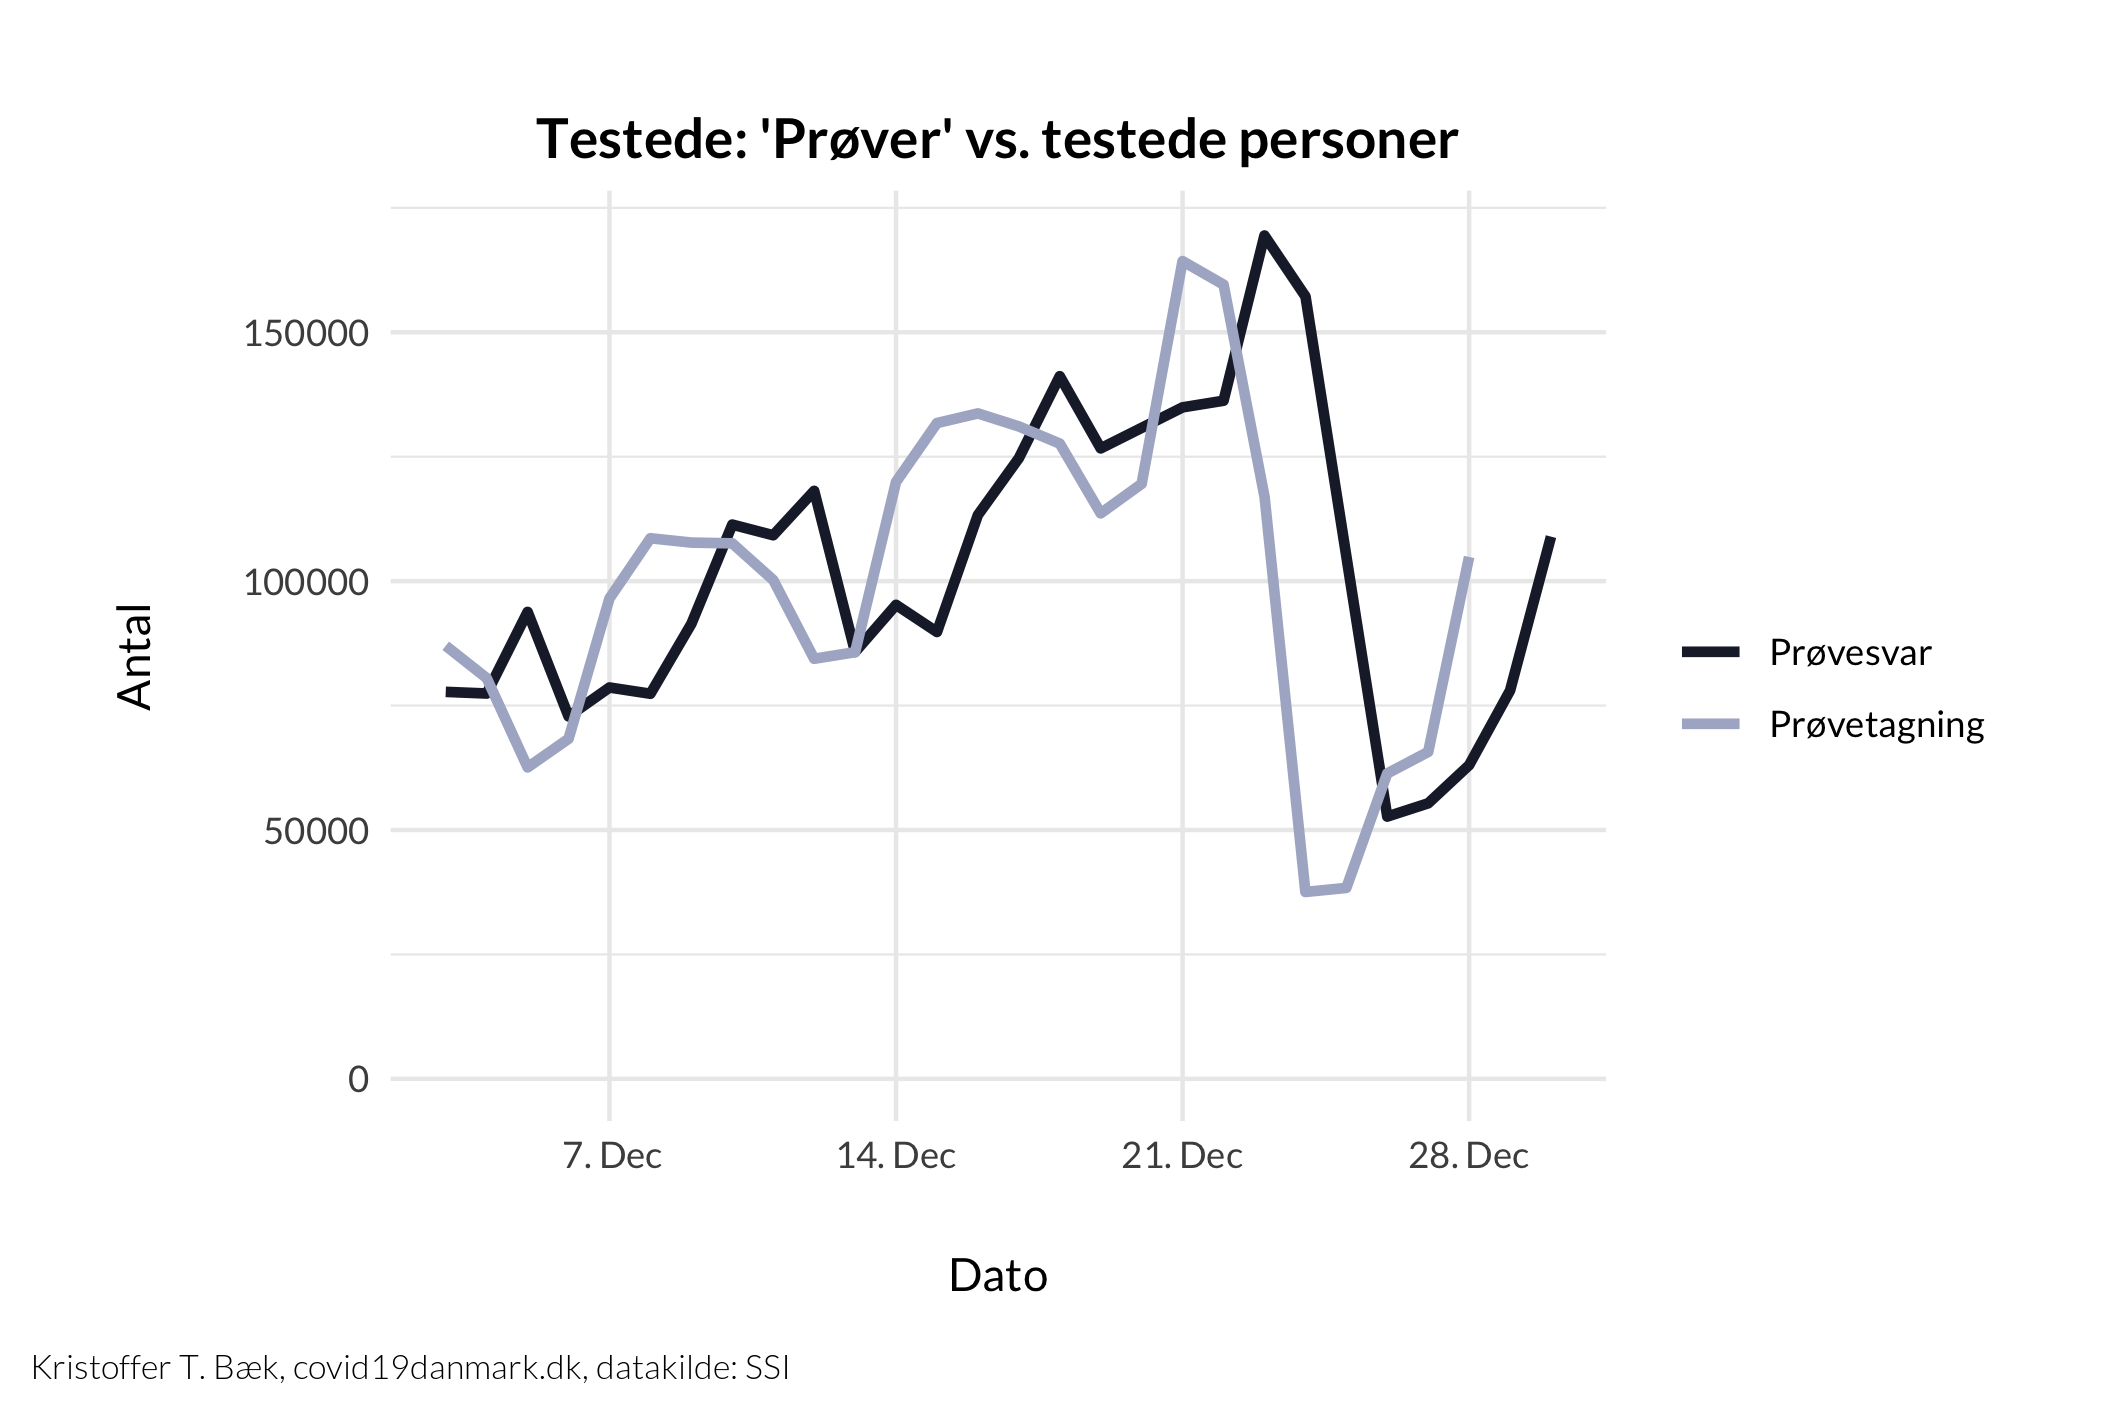 Testede: 'Prøver' vs. testede personer
Antal
150000
100000
50000
0
7. Dec
14. Dec
21. Dec
28. Dec
Dato
Prøvesvar
Prøvetagning
Kristoffer T. Bæk, covid19danmark.dk, datakilde: SSI